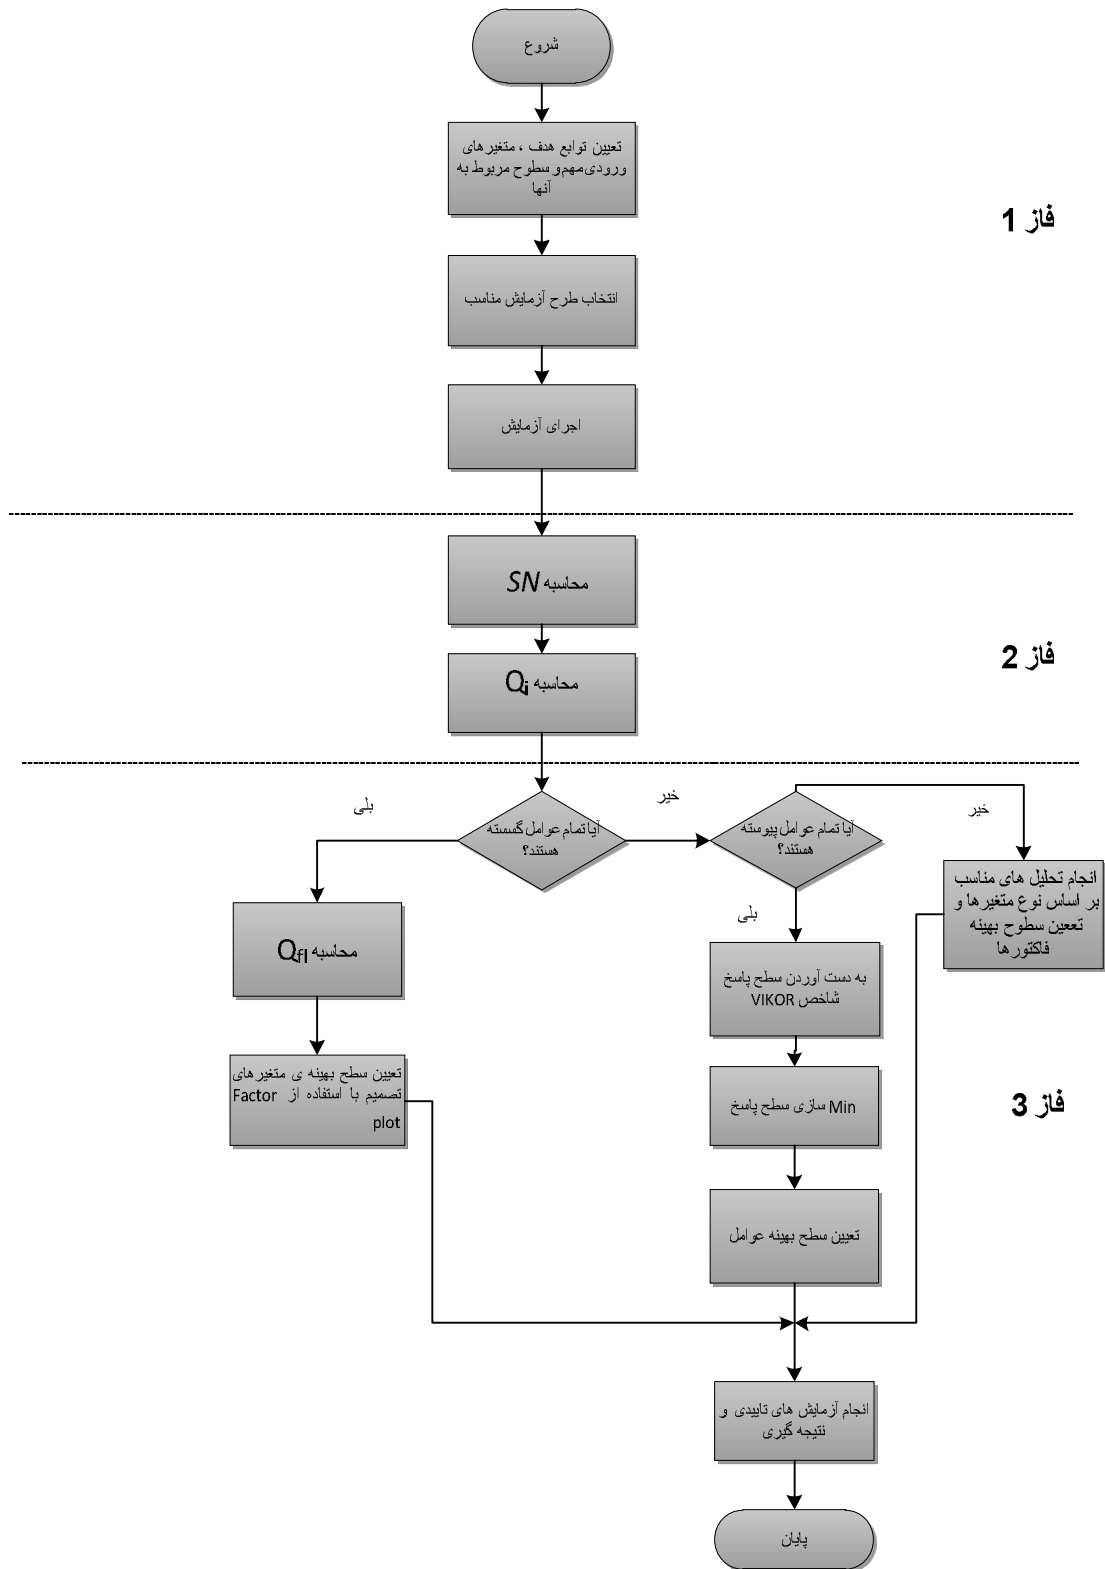 شروع
تعیین توابع هدف ، متغیرهای
ورودی مهم و سطوح مربوط به
آنها
فاز 1
انتخاب طرح آزمایش مناسب
اجرای آزمایش
محاسبه SN
فاز 2
محاسبه Qi
آیا تمام عوامل گسسته
هستند؟
بلی
خیر
آیا تمام عوامل پیوسته
هستند؟
خیر
بلی
انجام تحلیل های مناسب
بر اساس نوع متغیرها و
تععین سطوح بهینه
فاکتورها
محاسبه Qfl
به دست آوردن سطح پاسخ
شاخص VIKOR
تعیین سطح بهینه ی متغیرهای
تصمیم با استفاده از Factor
plot
Min سازی سطح پاسخ
فاز 3
تعیین سطح بهینه عوامل
انجام آزمایش های تاییدی و
نتیجه گیری
پایان